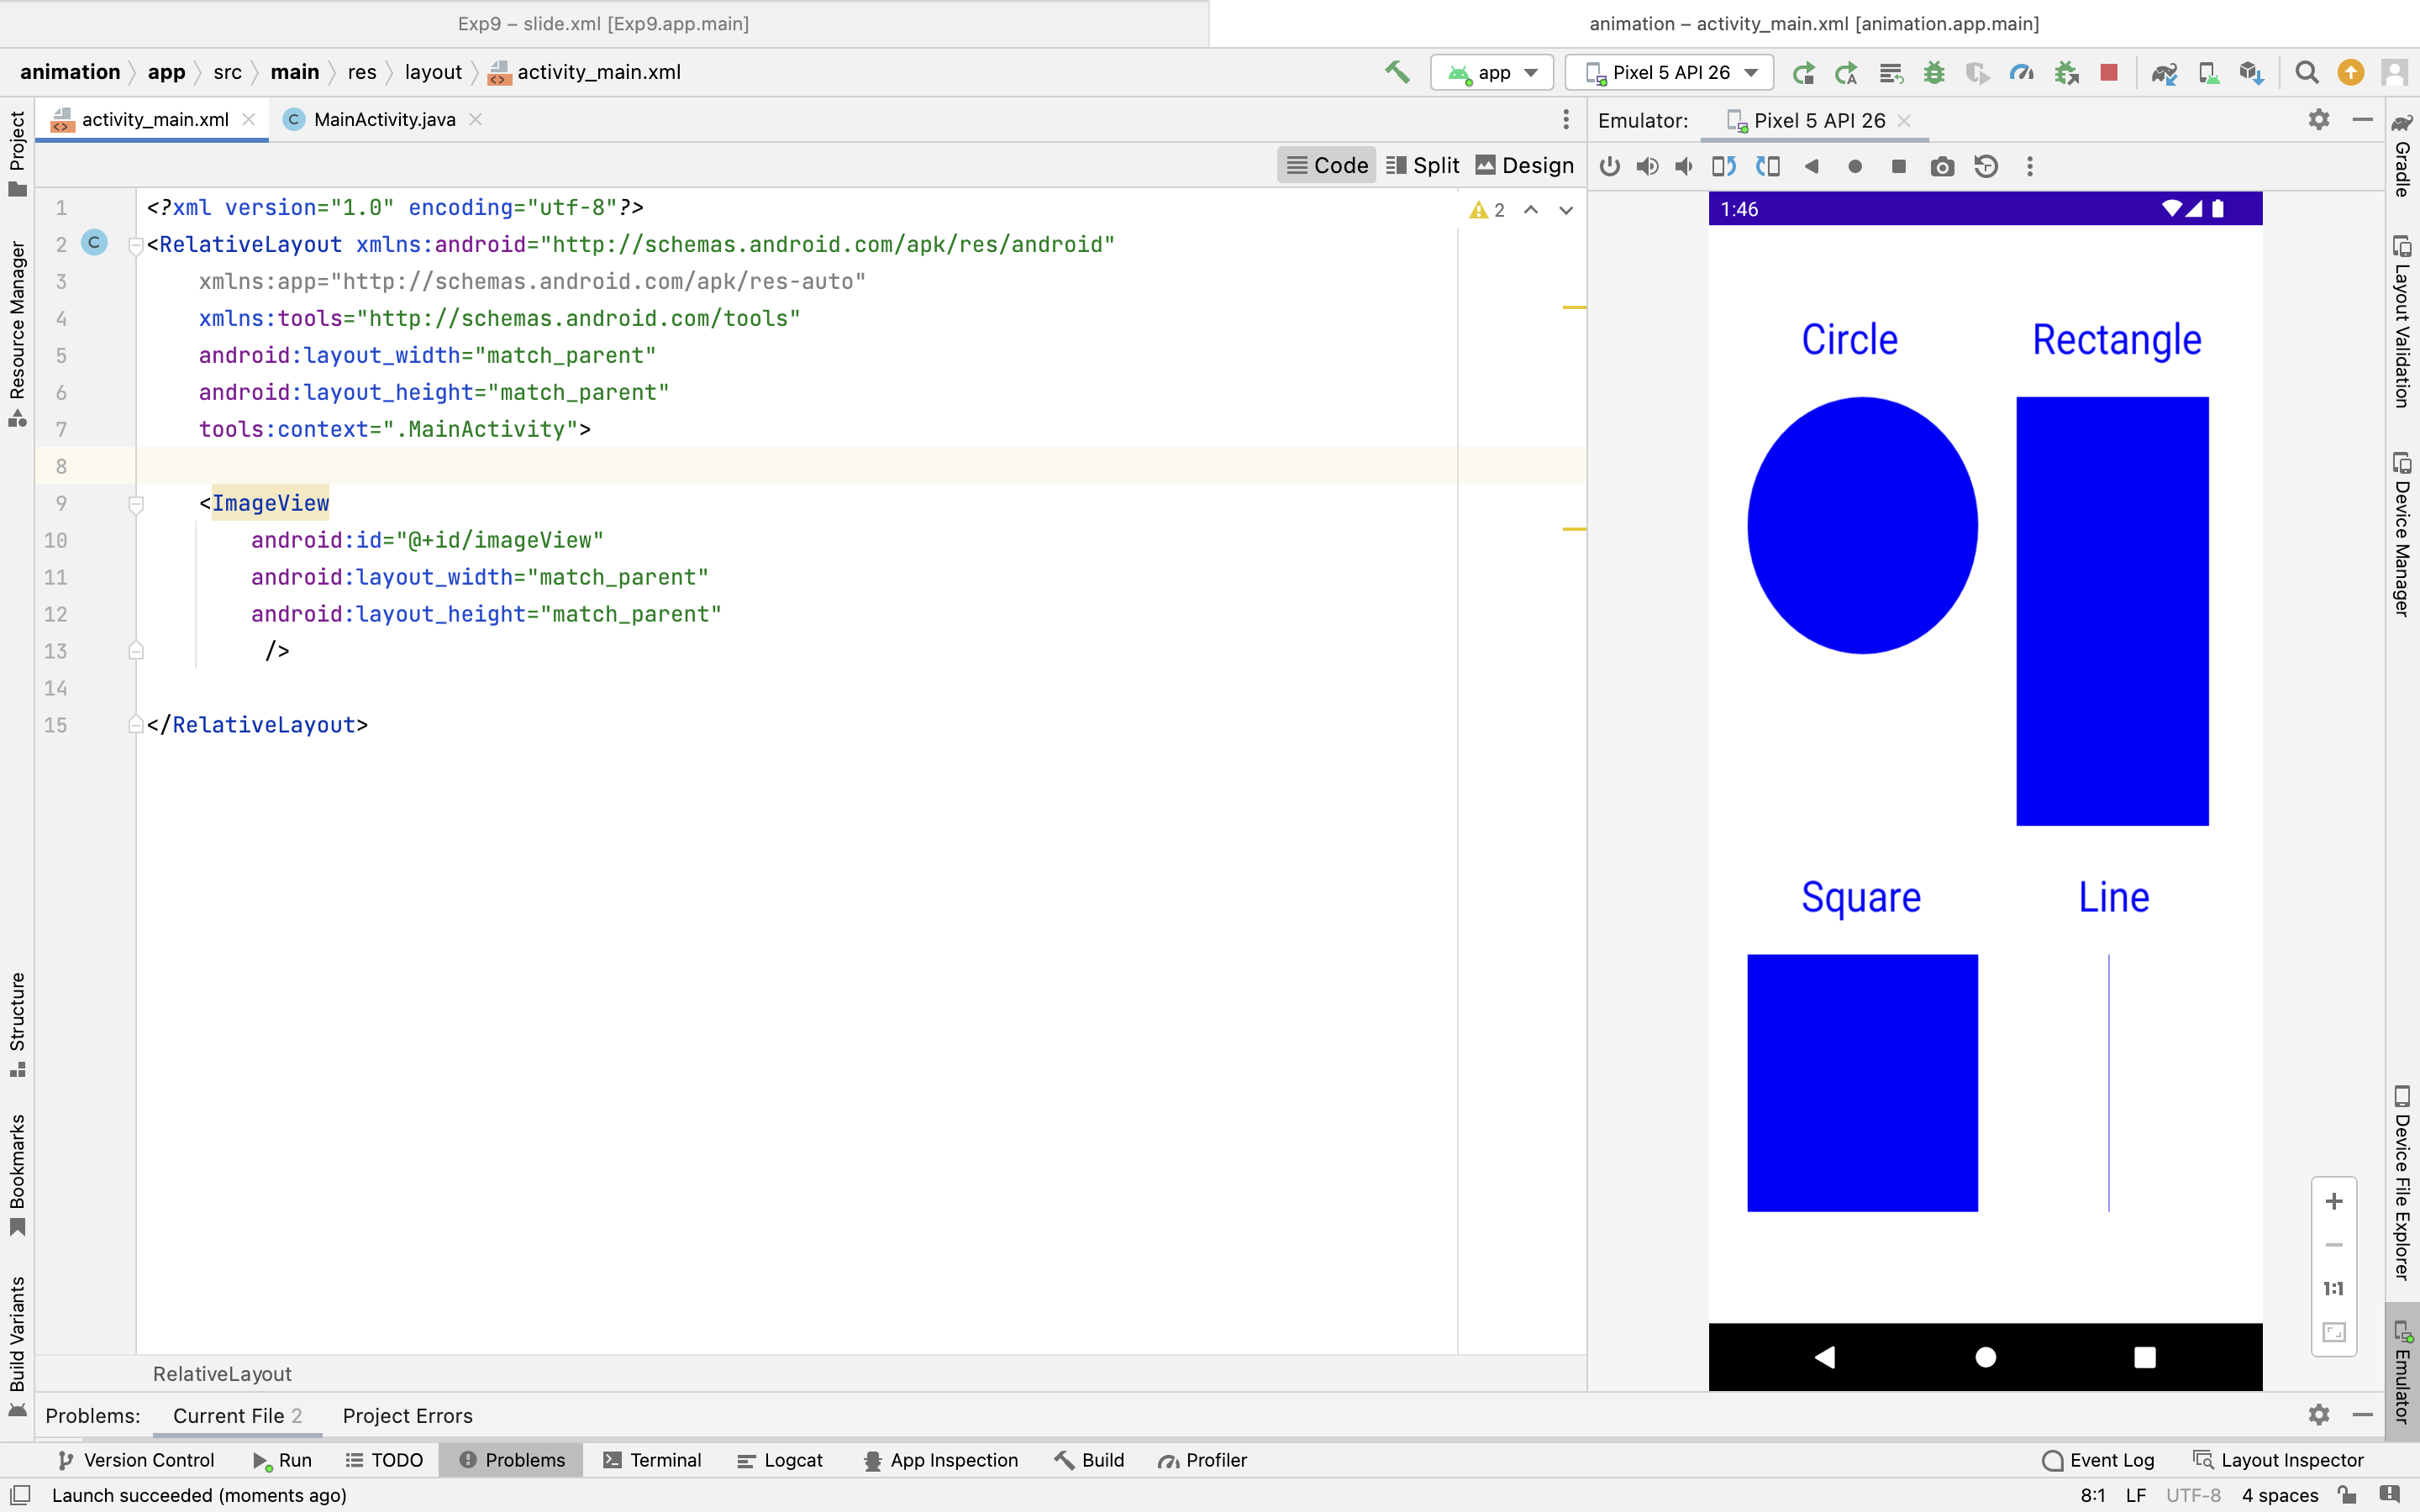 Exp9 – slide.xml [Exp9.app.main]
animation – activity_main.xml [animation.app.main]
animation app src main res layout activity_main.xml
app Pixel 5 API 26
Project
Resource Manager
Structure
Bookmarks
Build Variants
activity_main.xml MainActivity.java
Code Split Design
2
1 <?xml version="1.0" encoding="utf-8"?>
2 C <RelativeLayout xmlns:android="http://schemas.android.com/apk/res/android"
3 xmlns:app="http://schemas.android.com/apk/res-auto"
4 xmlns:tools="http://schemas.android.com/tools"
5 android:layout_width="match_parent"
6 android:layout_height="match_parent"
7 tools:context=".MainActivity">
8
9 <ImageView
10 android:id="@+id/imageView"
11 android:layout_width="match_parent"
12 android:layout_height="match_parent"
13 />
14
15 </RelativeLayout>
RelativeLayout
Emulator: Pixel 5 API 26
1:46
Circle Rectangle
Square Line
1:1
Gradle
Layout Validation
Device Manager
Device File Explorer
Emulator
Problems: Current File 2 Project Errors
Version Control Run TODO Problems Terminal Logcat App Inspection Build Profiler Event Log Layout Inspector
Launch succeeded (moments ago) 8:1 LF UTF-8 4 spaces